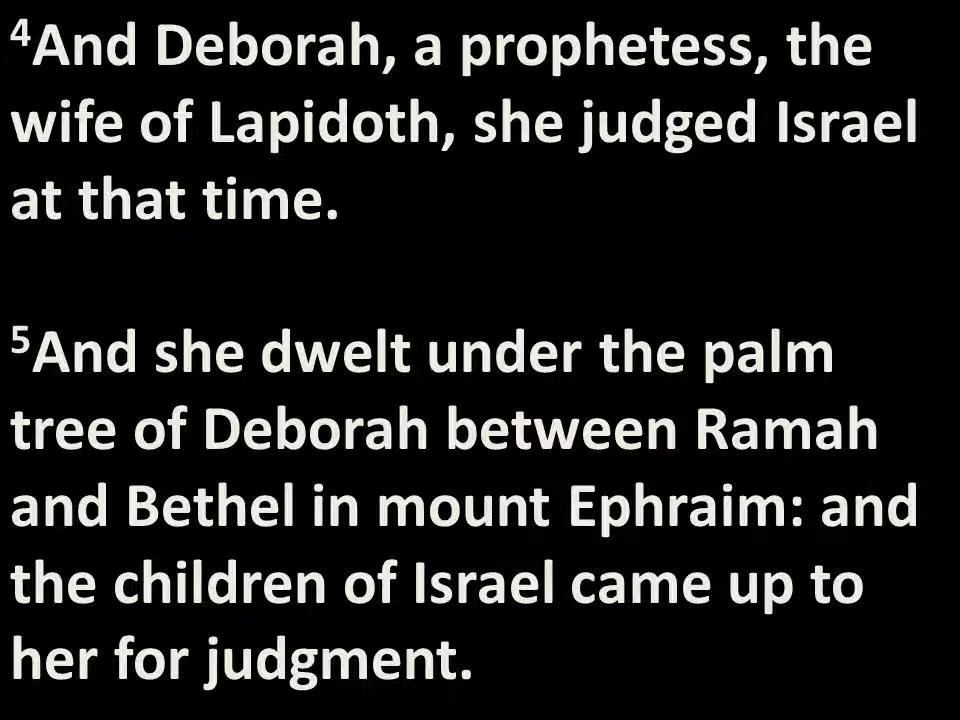 ⁴And Deborah, a prophetess, the
wife of Lapidoth, she judged Israel
at that time.
⁵And she dwelt under the palm
tree of Deborah between Ramah
and Bethel in mount Ephraim: and
the children of Israel came up to
her for judgment.